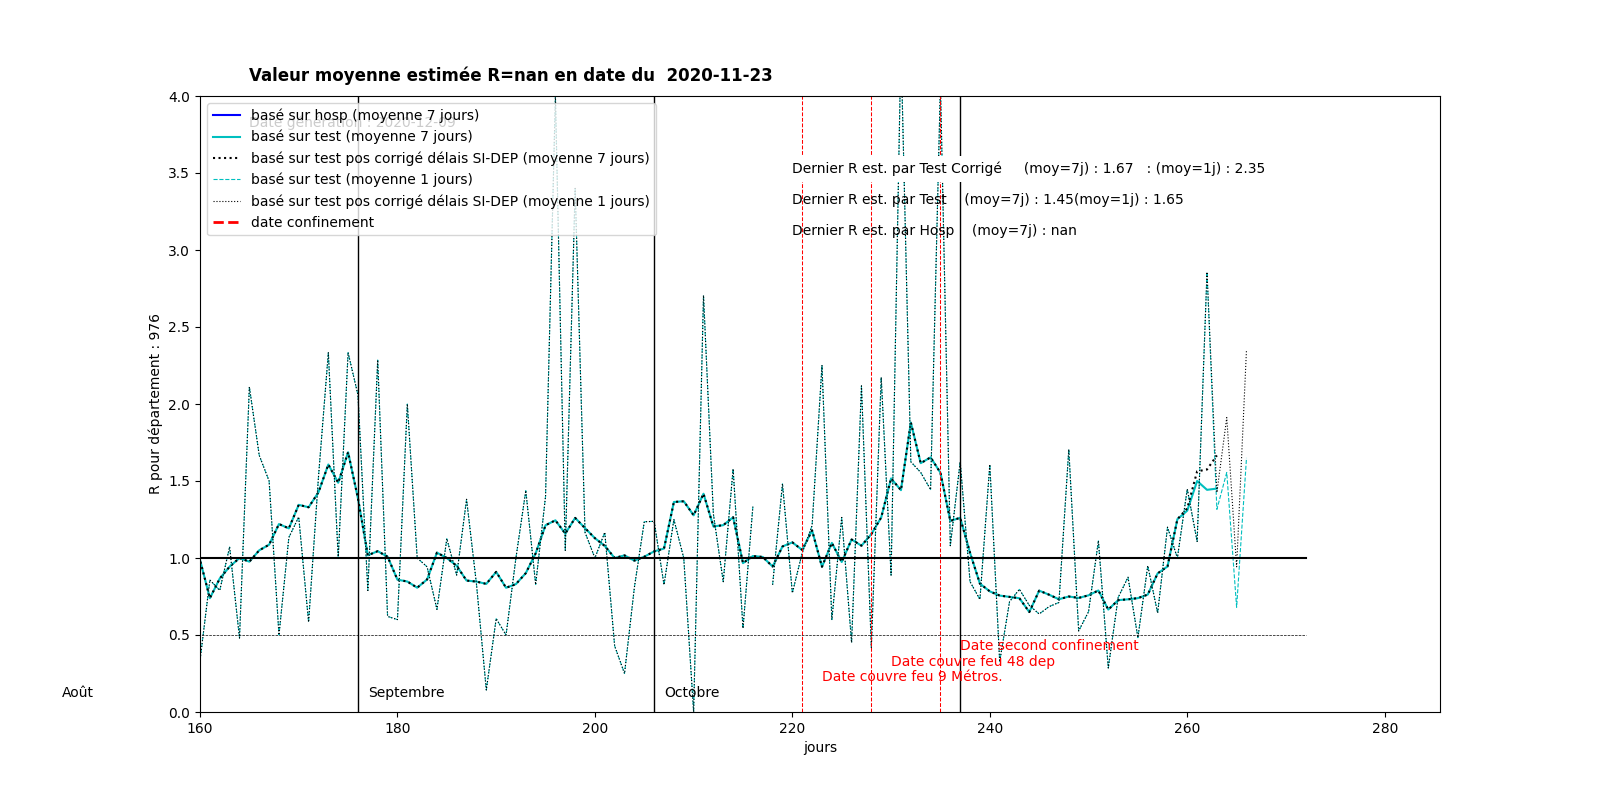 Valeur moyenne estimée R=nan en date du  2020-11-23
Date génération : 2020-12-09
basé sur hosp (moyenne 7 jours)
basé sur test (moyenne 7 jours)
basé sur test pos corrigé délais SI-DEP (moyenne 7 jours)
basé sur test (moyenne 1 jours)
basé sur test pos corrigé délais SI-DEP (moyenne 1 jours)
date confinement
Dernier R est. par Test Corrigé     (moy=7j) : 1.67   : (moy=1j) : 2.35
Dernier R est. par Test    (moy=7j) : 1.45(moy=1j) : 1.65
Dernier R est. par Hosp    (moy=7j) : nan
4.0
3.5
3.0
2.5
2.0
1.5
1.0
0.5
0.0
R pour département : 976
Date second confinement
Date couvre feu 48 dep
Date couvre feu 9 Métros.
Août
Septembre
Octobre
160
180
200
220
240
260
280
jours